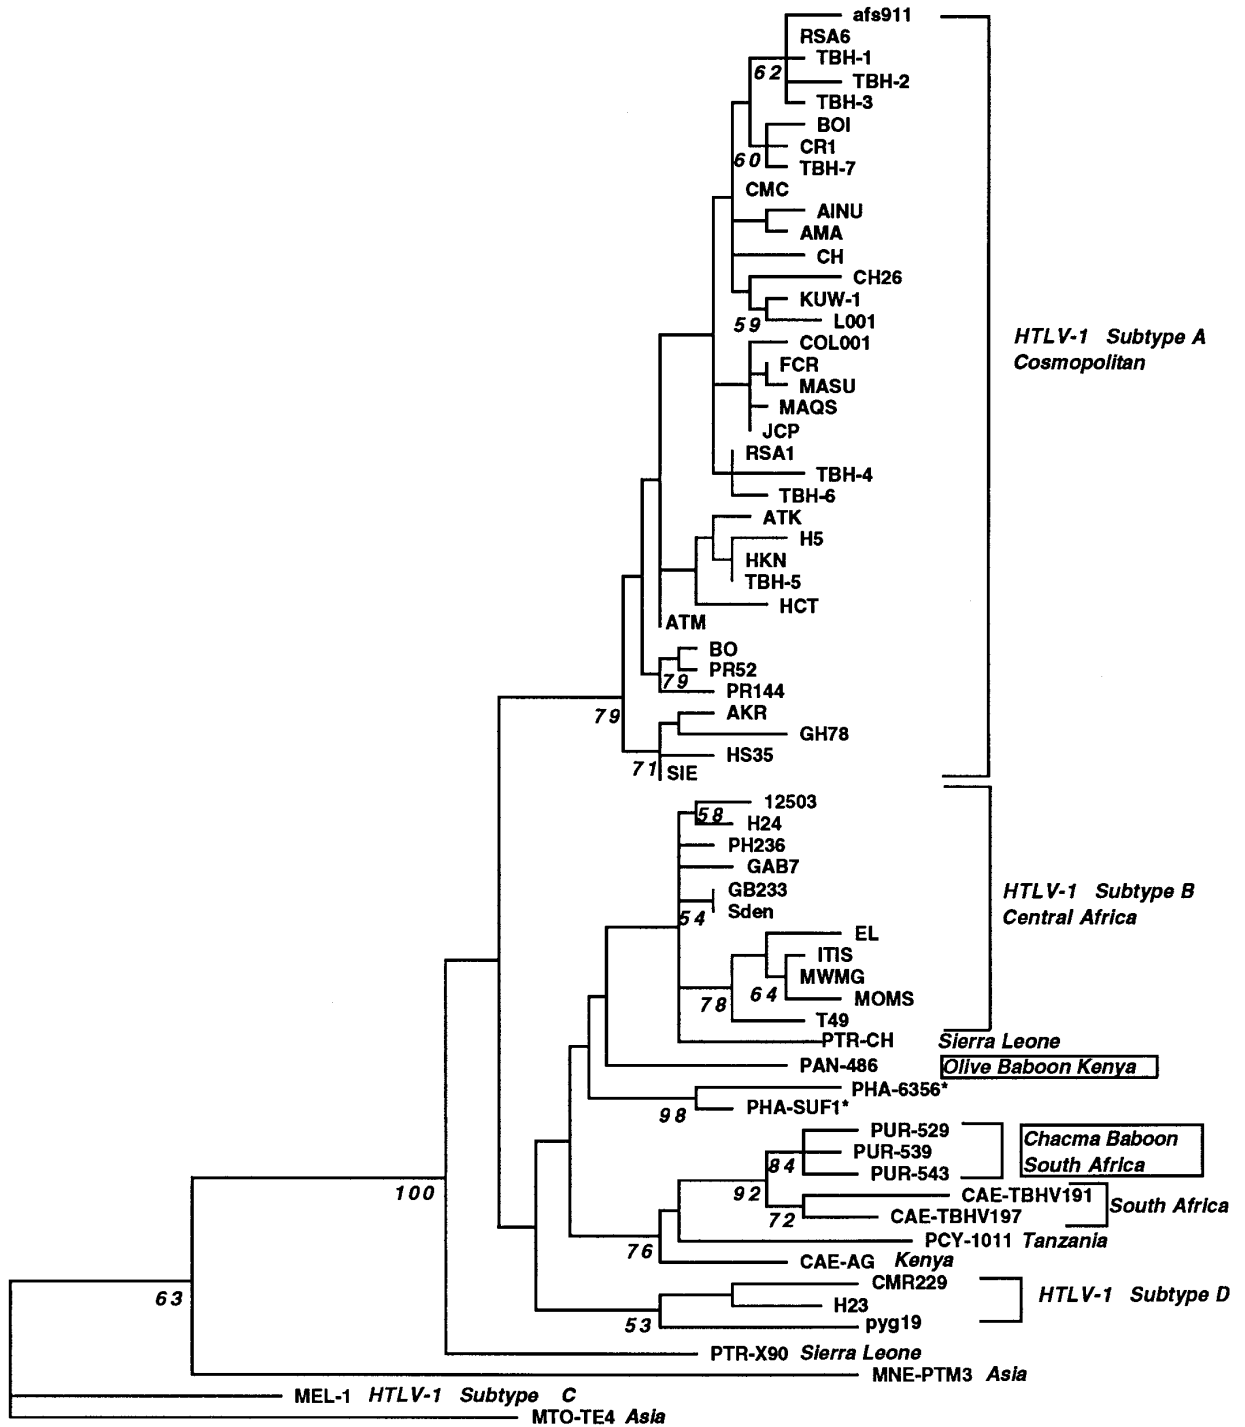 afs911
RSA6
TBH-1
62
TBH-2
TBH-3
BOI
CR1
60
TBH-7
CMC
AINU
AMA
CH
CH26
KUW-1
59
L001
HTLV-1 Subtype A
Cosmopolitan
COL001
FCR
MASU
MAQS
JCP
RSA1
TBH-4
TBH-6
ATK
H5
HKN
TBH-5
HCT
ATM
BO
PR52
79
PR144
79
AKR
GH78
HS35
71
SIE
12503
58
H24
PH236
GAB7
GB233
Sden
54
HTLV-1 Subtype B
Central Africa
EL
ITIS
MWMG
64
MOMS
78
T49
PTR-CH Sierra Leone
PAN-486 Olive Baboon Kenya
PHA-6356*
PHA-SUF1*
98
PUR-529
PUR-539
84
PUR-543
Chacma Baboon
South Africa
92
CAE-TBHV191
72
CAE-TBHV197
South Africa
PCY-1011 Tanzania
76
CAE-AG Kenya
CMR229
H23
53
pyg19
HTLV-1 Subtype D
100
PTR-X90 Sierra Leone
63
MNE-PTM3 Asia
MEL-1 HTLV-1 Subtype C
MTO-TE4 Asia